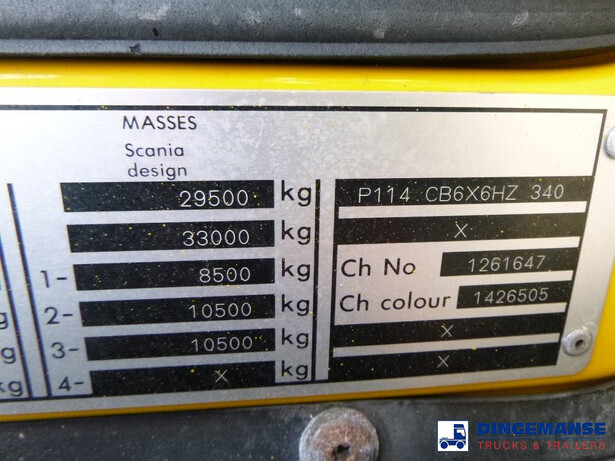 MASSES
Scania
design
29500 kg
33000 kg
1- 8500 kg
2- 10500 kg
3- 10500 kg
4- X kg
P114 CB6X6HZ 340
X
Ch No 1261647
Ch colour 1426505
X
X
g
g
kg
DINGEMANSE
TRUCKS & TRAILERS